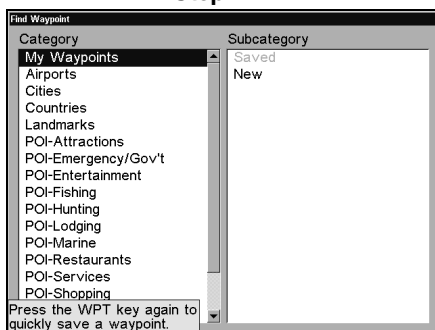 Find Waypoint
Category
Subcategory
My Waypoints
Saved
Airports
New
Cities
Countries
Landmarks
POI-Attractions
POI-Emergency/Gov't
POI-Entertainment
POI-Fishing
POI-Hunting
POI-Lodging
POI-Marine
POI-Restaurants
POI-Services
POI-Shopping
Press the WPT key again to
quickly save a waypoint.